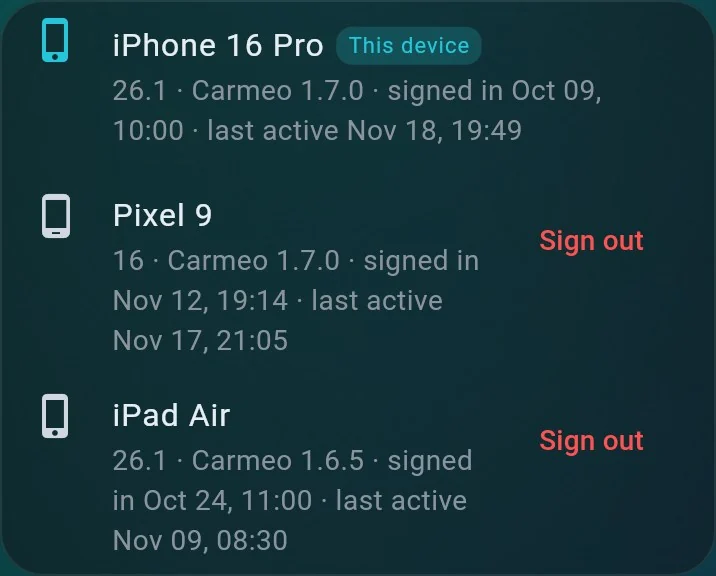 iPhone 16 Pro This device
26.1 · Carmeo 1.7.0 · signed in Oct 09,
10:00 · last active Nov 18, 19:49
Pixel 9
Sign out
16 · Carmeo 1.7.0 · signed in
Nov 12, 19:14 · last active
Nov 17, 21:05
iPad Air
Sign out
26.1 · Carmeo 1.6.5 · signed
in Oct 24, 11:00 · last active
Nov 09, 08:30